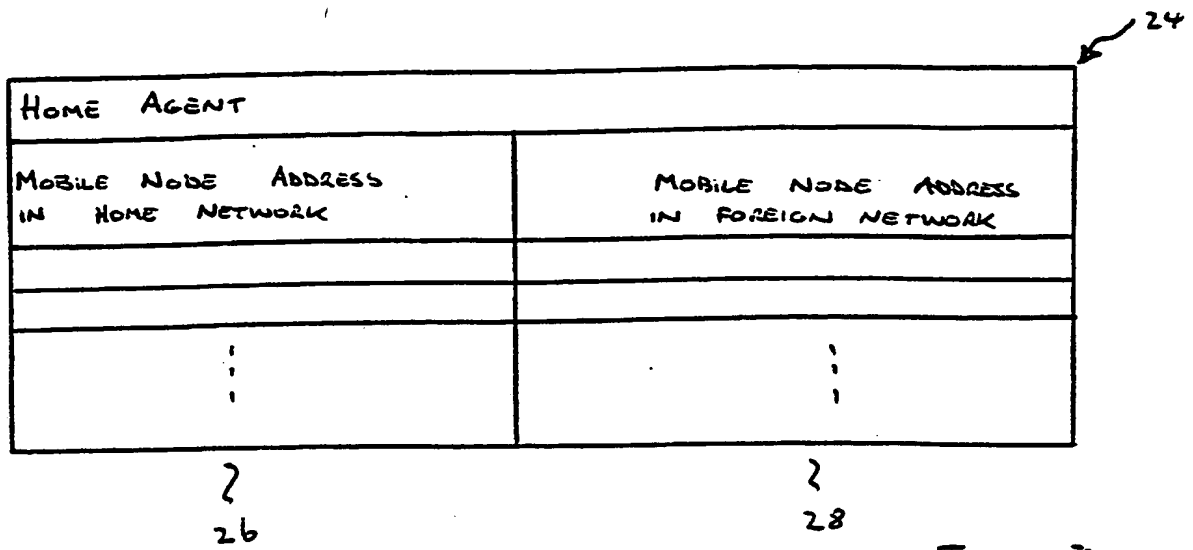 24
HOME AGENT
MOBILE NODE ADDRESS
IN HOME NETWORK
MOBILE NODE ADDRESS
IN FOREIGN NETWORK
26
28